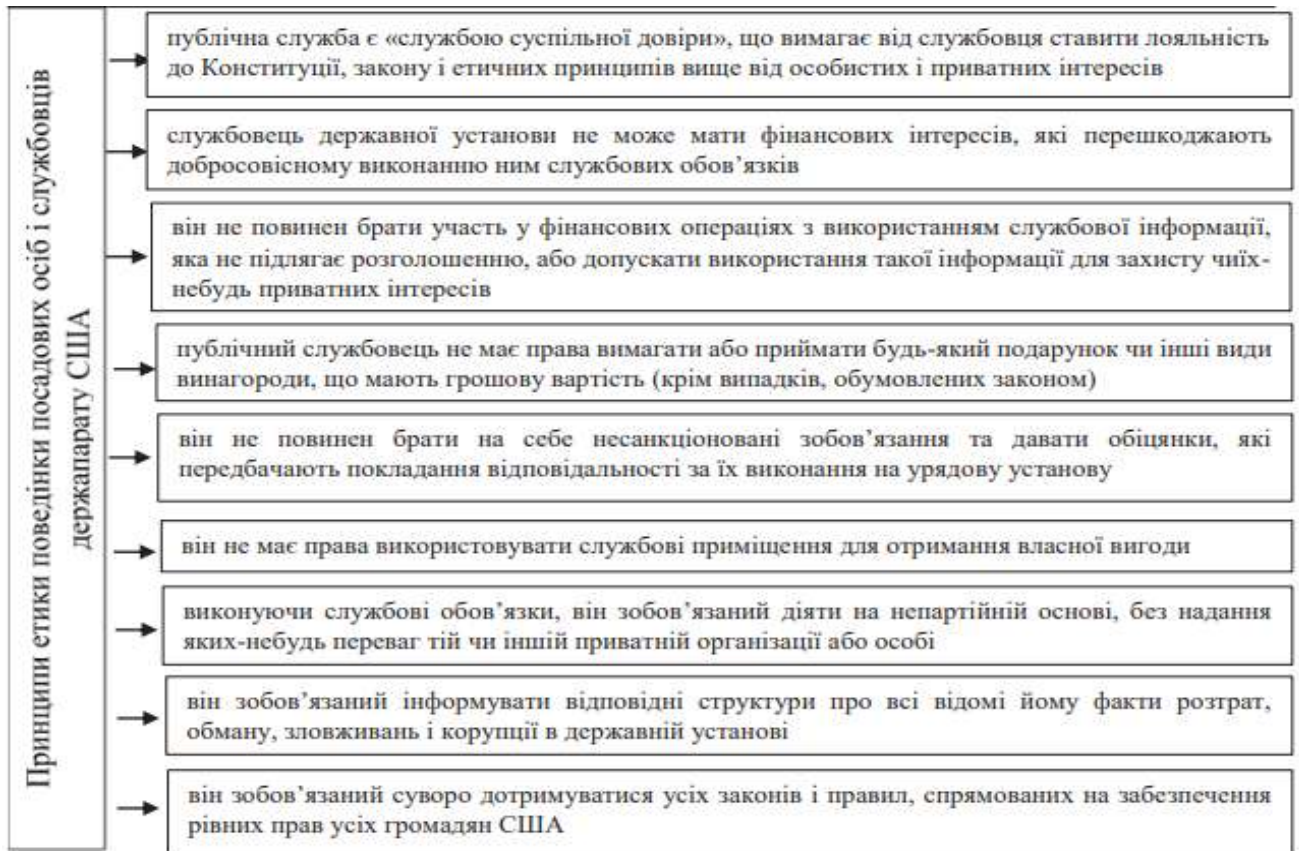 Принципи етики поведінки посадових осіб і службовців
держапарату США
публічна служба є «службою суспільної довіри», що вимагає від службовця ставити лояльність
до Конституції, закону і етичних принципів вище від особистих і приватних інтересів
службовець державної установи не може мати фінансових інтересів, які перешкоджають
добросовісному виконанню ним службових обов’язків
він не повинен брати участь у фінансових операціях з використанням службової інформації,
яка не підлягає розголошенню, або допускати використання такої інформації для захисту чиїх-
небудь приватних інтересів
публічний службовець не має права вимагати або приймати будь-який подарунок чи інші види
винагороди, що мають грошову вартість (крім випадків, обумовлених законом)
він не повинен брати на себе несанкціоновані зобов’язання та давати обіцянки, які
передбачають покладання відповідальності за їх виконання на урядову установу
він не має права використовувати службові приміщення для отримання власної вигоди
виконуючи службові обов’язки, він зобов’язаний діяти на непартійній основі, без надання
яких-небудь переваг тій чи іншій приватній організації або особі
він зобов’язаний інформувати відповідні структури про всі відомі йому факти розтрат,
обману, зловживань і корупції в державній установі
він зобов’язаний суворо дотримуватися усіх законів і правил, спрямованих на забезпечення
рівних прав усіх громадян США